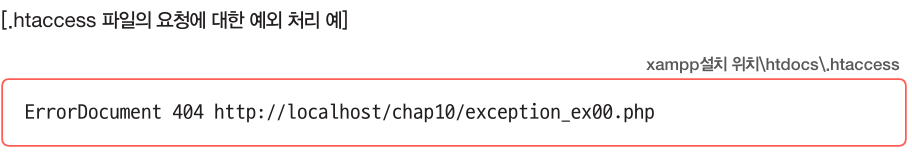 [.htaccess 파일의 요청에 대한 예외 처리 예]
xampp설치 위치\htdocs\.htaccess
ErrorDocument 404 http://localhost/chap10/exception_ex00.php